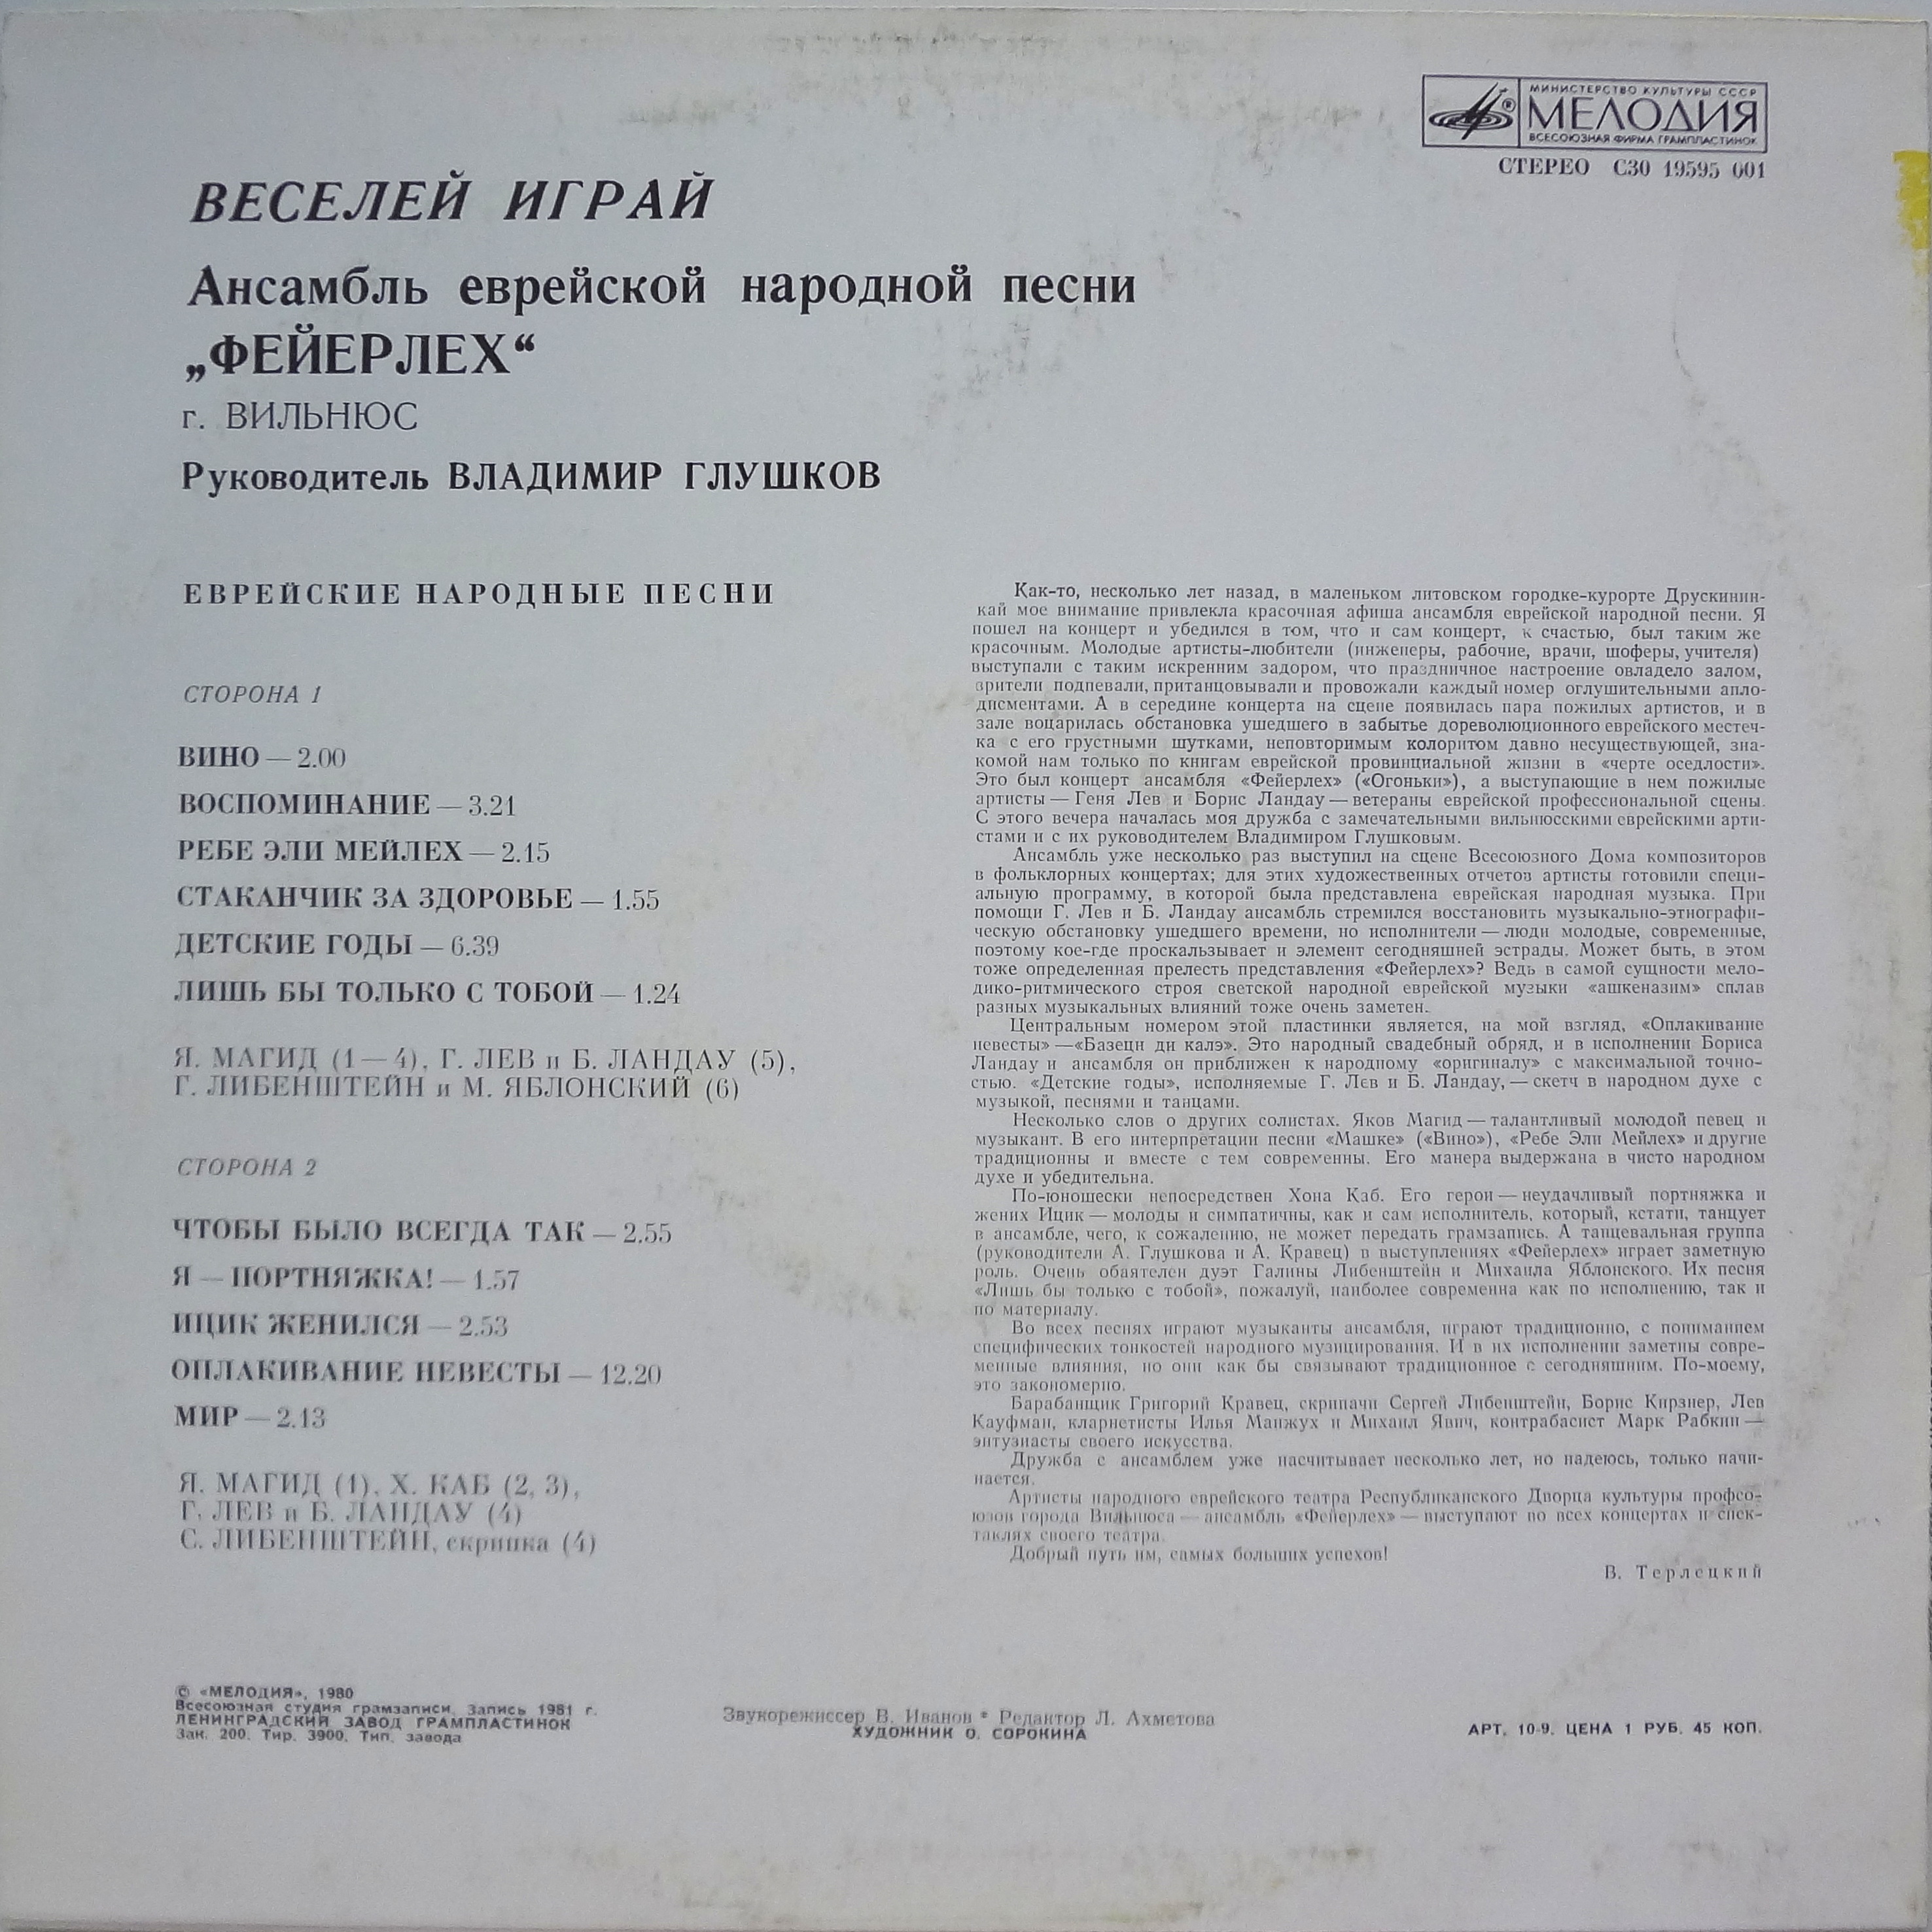 МИНИСТЕРСТВО КУЛЬТУРЫ СССР
МЕЛОДИЯ
ВСЕСОЮЗНАЯ ФИРМА ГРАМПЛАСТИНОК
СТЕРЕО С30 19595 001
ВЕСЕЛЕЙ ИГРАЙ
Ансамбль еврейской народной песни
„ФЕЙЕРЛЕХ“
г. ВИЛЬНЮС
Руководитель ВЛАДИМИР ГЛУШКОВ
ЕВРЕЙСКИЕ НАРОДНЫЕ ПЕСНИ
СТОРОНА 1
ВИНО — 2.00
ВОСПОМИНАНИЕ — 3.21
РЕБЕ ЭЛИ МЕЙЛЕХ — 2.15
СТАКАНЧИК ЗА ЗДОРОВЬЕ — 1.55
ДЕТСКИЕ ГОДЫ — 6.39
ЛИШЬ БЫ ТОЛЬКО С ТОБОЙ — 1.24
Я. МАГИД (1—4), Г. ЛЕВ и Б. ЛАНДАУ (5),
Г. ЛИБЕНШТЕЙН и М. ЯБЛОНСКИЙ (6)
СТОРОНА 2
ЧТОБЫ БЫЛО ВСЕГДА ТАК — 2.55
Я — ПОРТНЯЖКА! — 1.57
ИЦИК ЖЕНИЛСЯ — 2.53
ОПЛАКИВАНИЕ НЕВЕСТЫ — 12.20
МИР — 2.13
Я. МАГИД (1), Х. КАБ (2, 3),
Г. ЛЕВ и Б. ЛАНДАУ (4)
С. ЛИБЕНШТЕЙН, скрипка (4)
Как-то, несколько лет назад, в маленьком литовском городке-курорте Друскинин-
кай мое внимание привлекла красочная афиша ансамбля еврейской народной песни. Я
пошел на концерт и убедился в том, что и сам концерт, к счастью, был таким же
красочным. Молодые артисты-любители (инженеры, рабочие, врачи, шоферы, учителя)
выступали с таким искренним задором, что праздничное настроение овладело залом,
зрители подпевали, пританцовывали и провожали каждый номер оглушительными апло-
дисментами. А в середине концерта на сцене появилась пара пожилых артистов, и в
зале воцарилась обстановка ушедшего в забытье дореволюционного еврейского местеч-
ка с его грустными шутками, неповторимым колоритом давно несуществующей, зна-
комой нам только по книгам еврейской провинциальной жизни в «черте оседлости».
Это был концерт ансамбля «Фейерлех» («Огоньки»), а выступающие в нем пожилые
артисты — Геня Лев и Борис Ландау — ветераны еврейской профессиональной сцены.
С этого вечера началась моя дружба с замечательными вильнюсскими еврейскими арти-
стами и с их руководителем Владимиром Глушковым.
Ансамбль уже несколько раз выступил на сцене Всесоюзного Дома композиторов
в фольклорных концертах; для этих художественных отчетов артисты готовили специ-
альную программу, в которой была представлена еврейская народная музыка. При
помощи Г. Лев и Б. Ландау ансамбль стремился восстановить музыкально-этнографи-
ческую обстановку ушедшего времени, но исполнители — люди молодые, современные,
поэтому кое-где проскальзывает и элемент сегодняшней эстрады. Может быть, в этом
тоже определенная прелесть представления «Фейерлех»? Ведь в самой сущности мело-
дико-ритмического строя светской народной еврейской музыки «ашкеназим» сплав
разных музыкальных влияний тоже очень заметен.
Центральным номером этой пластинки является, на мой взгляд, «Оплакивание
невесты» — «Базецн ди калэ». Это народный свадебный обряд, и в исполнении Бориса
Ландау и ансамбля он приближен к народному «оригиналу» с максимальной точно-
стью. «Детские годы», исполняемые Г. Лев и Б. Ландау, — скетч в народном духе с
музыкой, песнями и танцами.
Несколько слов о других солистах. Яков Магид — талантливый молодой певец и
музыкант. В его интерпретации песни «Машке» («Вино»), «Ребе Эли Мейлех» и другие
традиционны и вместе с тем современны. Его манера выдержана в чисто народном
духе и убедительна.
По-юношески непосредствен Хона Каб. Его герои — неудачливый портняжка и
жених Ицик — молоды и симпатичны, как и сам исполнитель, который, кстати, танцует
в ансамбле, чего, к сожалению, не может передать грамзапись. А танцевальная группа
(руководители А. Глушкова и А. Кравец) в выступлениях «Фейерлех» играет заметную
роль. Очень обаятелен дуэт Галины Либенштейн и Михаила Яблонского. Их песня
«Лишь бы только с тобой», пожалуй, наиболее современна как по исполнению, так и
по материалу.
Во всех песнях играют музыканты ансамбля, играют традиционно, с пониманием
специфических тонкостей народного музицирования. И в их исполнении заметны совре-
менные влияния, но они как бы связывают традиционное с сегодняшним. По-моему,
это закономерно.
Барабанщик Григорий Кравец, скрипачи Сергей Либенштейн, Борис Кирзнер, Лев
Кауфман, кларнетисты Илья Манжух и Михаил Явич, контрабасист Марк Рабкин —
энтузиасты своего искусства.
Дружба с ансамблем уже насчитывает несколько лет, но надеюсь, только начи-
нается.
Артисты народного еврейского театра Республиканского Дворца культуры профсо-
юзов города Вильнюса — ансамбль «Фейерлех» — выступают во всех концертах и спек-
таклях своего театра.
Добрый путь им, самых больших успехов!
В. Терлецкий
© «МЕЛОДИЯ», 1980
Всесоюзная студия грамзаписи. Запись 1981 г.
ЛЕНИНГРАДСКИЙ ЗАВОД ГРАМПЛАСТИНОК
Зак. 200. Тир. 3900. Тип. завода
Звукорежиссер В. Иванов * Редактор Л. Ахметова
ХУДОЖНИК О. СОРОКИНА
АРТ. 10-9. ЦЕНА 1 РУБ. 45 КОП.